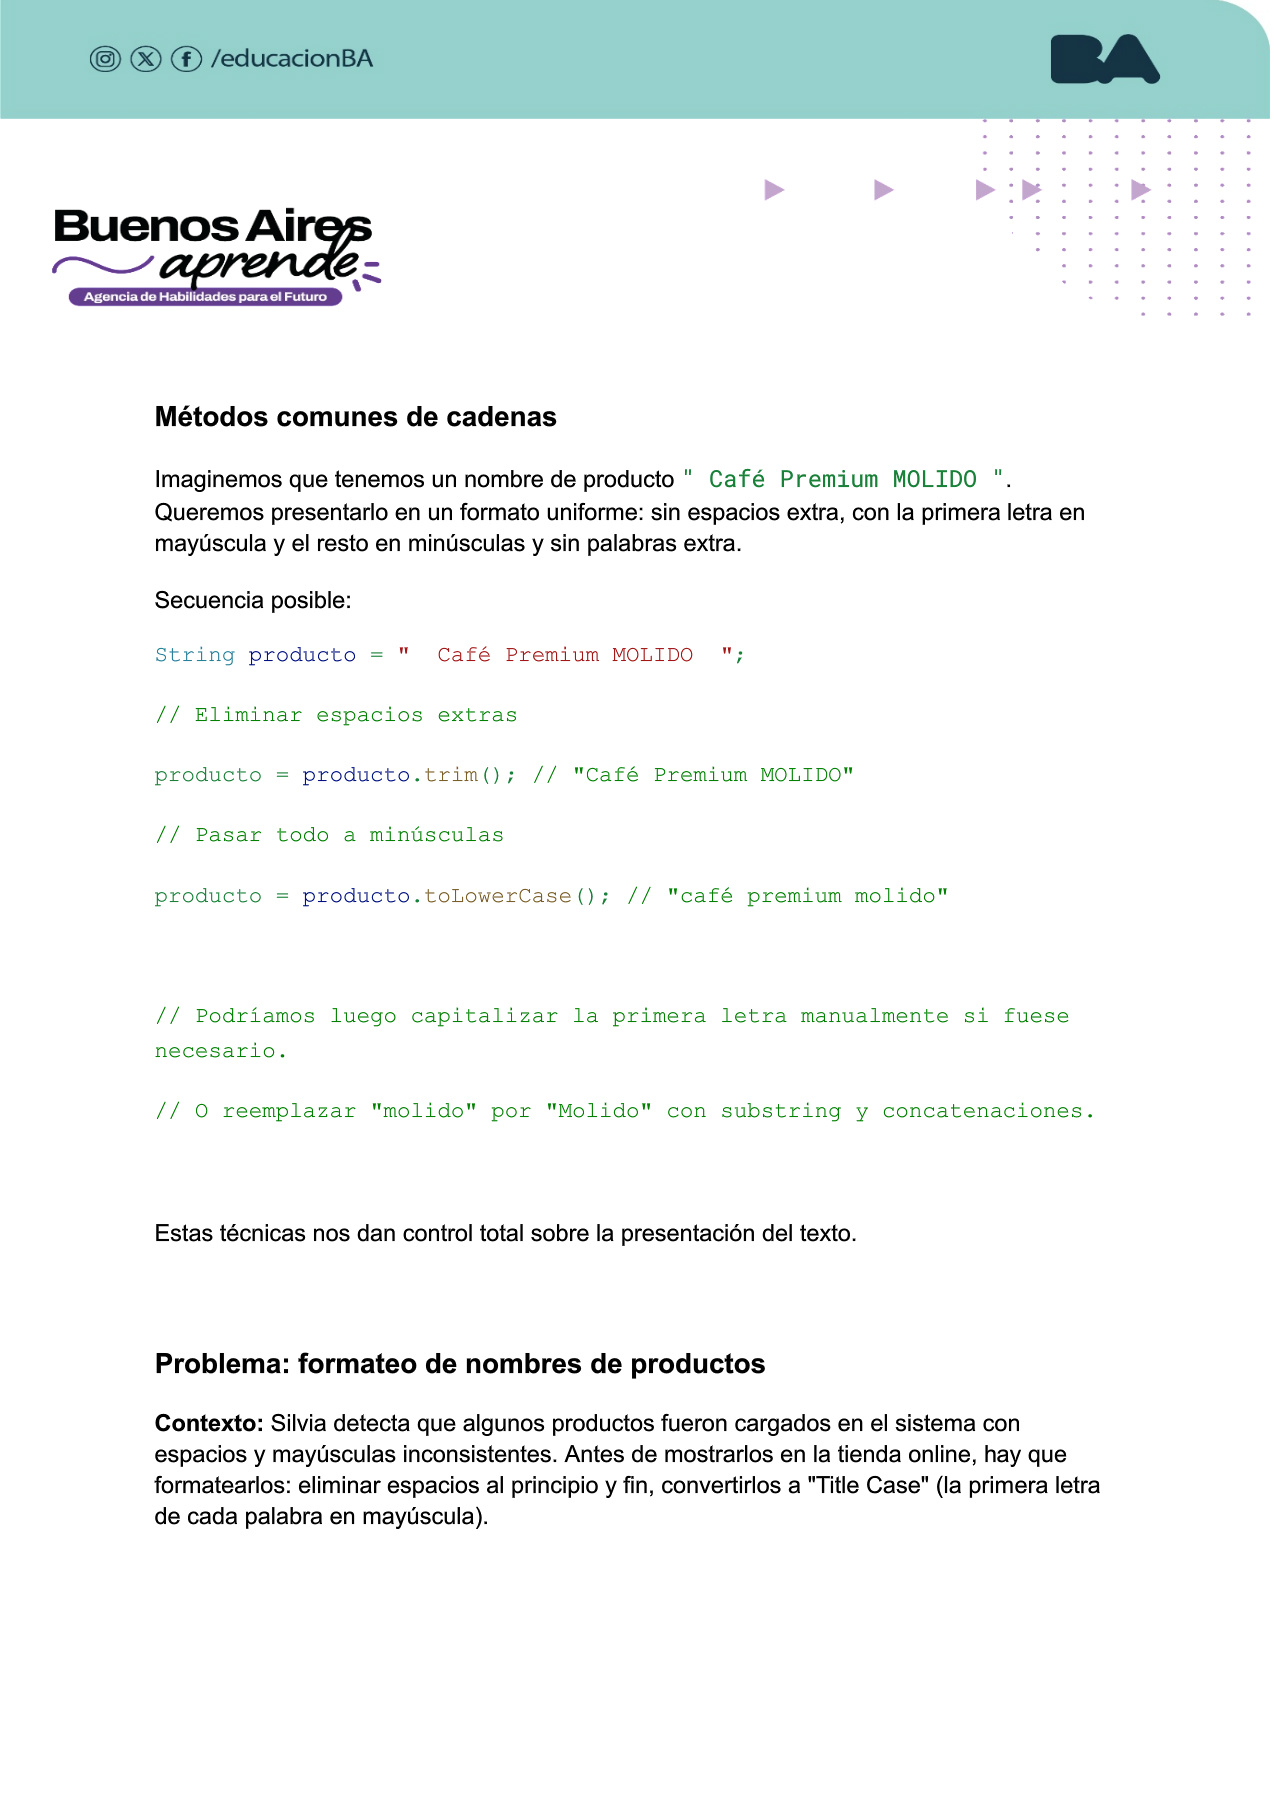 /educacionBA
BA
Buenos Aires
aprende
Agencia de Habilidades para el Futuro
Métodos comunes de cadenas
Imaginemos que tenemos un nombre de producto " Café Premium MOLIDO ".
Queremos presentarlo en un formato uniforme: sin espacios extra, con la primera letra en
mayúscula y el resto en minúsculas y sin palabras extra.
Secuencia posible:
String producto = "  Café Premium MOLIDO  ";
// Eliminar espacios extras
producto = producto.trim(); // "Café Premium MOLIDO"
// Pasar todo a minúsculas
producto = producto.toLowerCase(); // "café premium molido"
// Podríamos luego capitalizar la primera letra manualmente si fuese
necesario.
// O reemplazar "molido" por "Molido" con substring y concatenaciones.
Estas técnicas nos dan control total sobre la presentación del texto.
Problema: formateo de nombres de productos
Contexto: Silvia detecta que algunos productos fueron cargados en el sistema con
espacios y mayúsculas inconsistentes. Antes de mostrarlos en la tienda online, hay que
formatearlos: eliminar espacios al principio y fin, convertirlos a "Title Case" (la primera letra
de cada palabra en mayúscula).